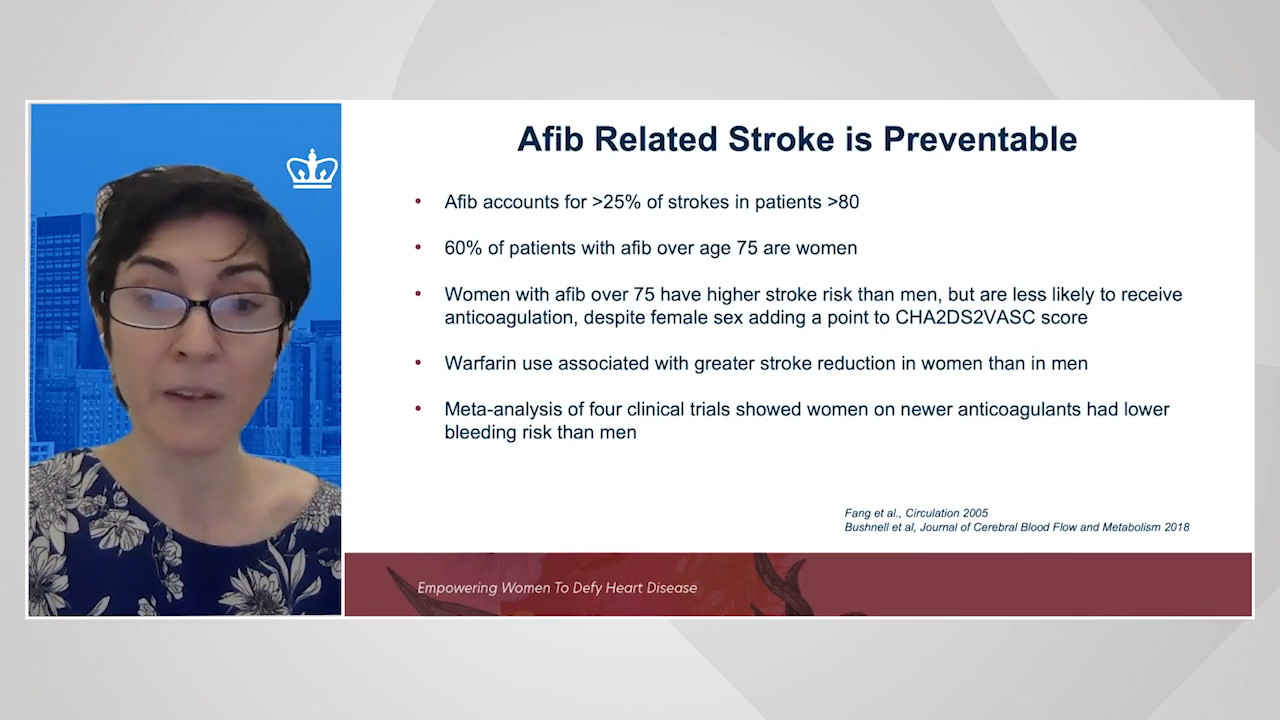 Afib Related Stroke is Preventable
• Afib accounts for >25% of strokes in patients >80
• 60% of patients with afib over age 75 are women
• Women with afib over 75 have higher stroke risk than men, but are less likely to receive
anticoagulation, despite female sex adding a point to CHA2DS2VASC score
• Warfarin use associated with greater stroke reduction in women than in men
• Meta-analysis of four clinical trials showed women on newer anticoagulants had lower
bleeding risk than men
Fang et al., Circulation 2005
Bushnell et al, Journal of Cerebral Blood Flow and Metabolism 2018
Empowering Women To Defy Heart Disease